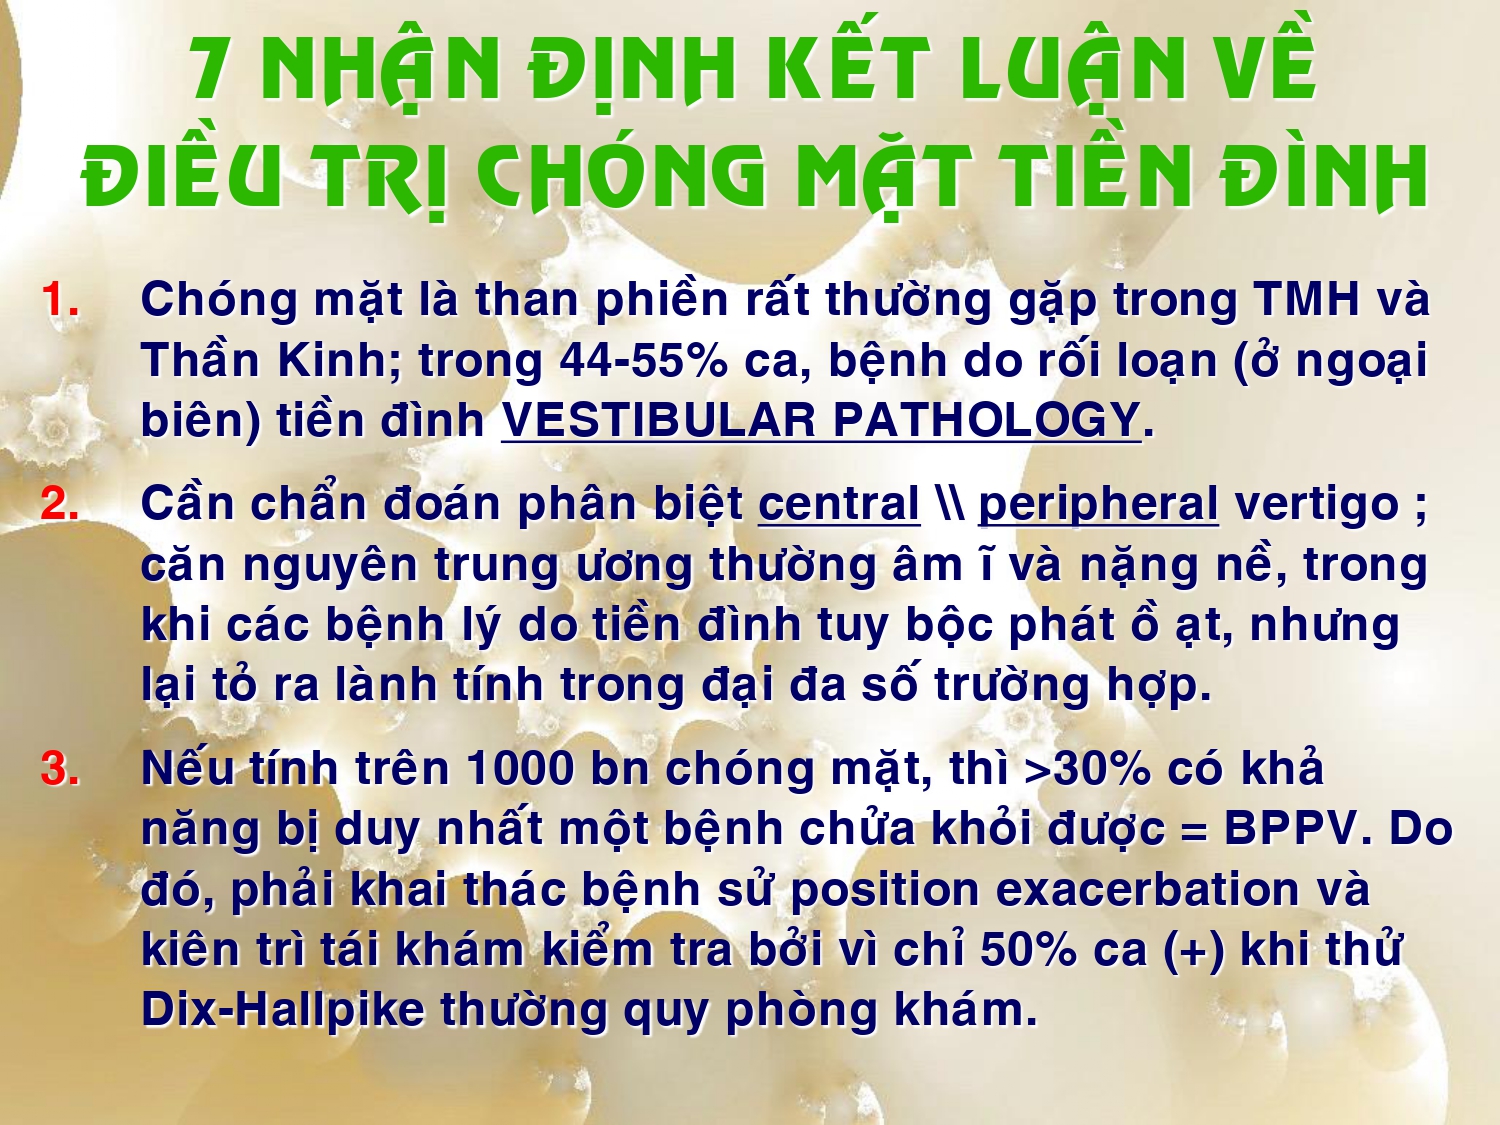 7 NHẬN ĐỊNH KẾT LUẬN VỀ
ĐIỀU TRỊ CHÓNG MẶT TIỀN ĐÌNH
1. Chóng mặt là than phiền rất thường gặp trong TMH và
Thần Kinh; trong 44-55% ca, bệnh do rối loạn (ở ngoại
biên) tiền đình VESTIBULAR PATHOLOGY.
2. Cần chẩn đoán phân biệt central \\ peripheral vertigo ;
căn nguyên trung ương thường âm ĩ và nặng nề, trong
khi các bệnh lý do tiền đình tuy bộc phát ồ ạt, nhưng
lại tỏ ra lành tính trong đại đa số trường hợp.
3. Nếu tính trên 1000 bn chóng mặt, thì >30% có khả
năng bị duy nhất một bệnh chửa khỏi được = BPPV. Do
đó, phải khai thác bệnh sử position exacerbation và
kiên trì tái khám kiểm tra bởi vì chỉ 50% ca (+) khi thử
Dix-Hallpike thường quy phòng khám.